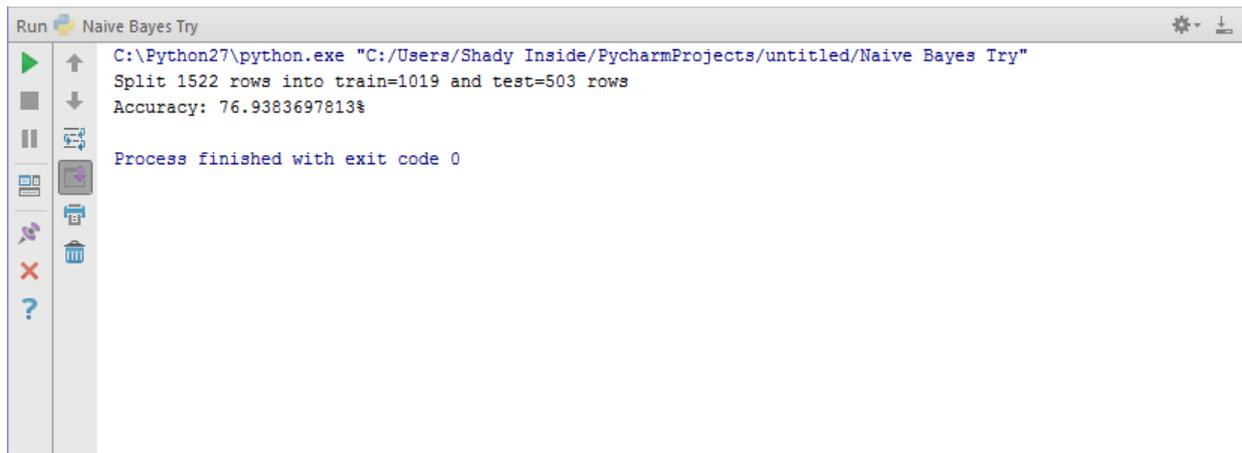 Run Naive Bayes Try
C:\Python27\python.exe "C:/Users/Shady Inside/PycharmProjects/untitled/Naive Bayes Try"
Split 1522 rows into train=1019 and test=503 rows
Accuracy: 76.9383697813%
Process finished with exit code 0